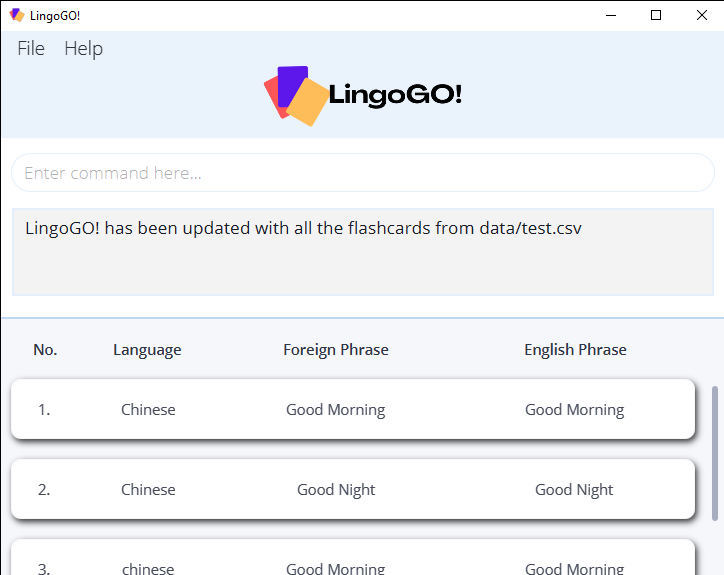 LingoGO!
File Help
LingoGO!
Enter command here...
LingoGO! has been updated with all the flashcards from data/test.csv
No. Language Foreign Phrase English Phrase
1. Chinese Good Morning Good Morning
2. Chinese Good Night Good Night
3. chinese Good Morning Good Morning